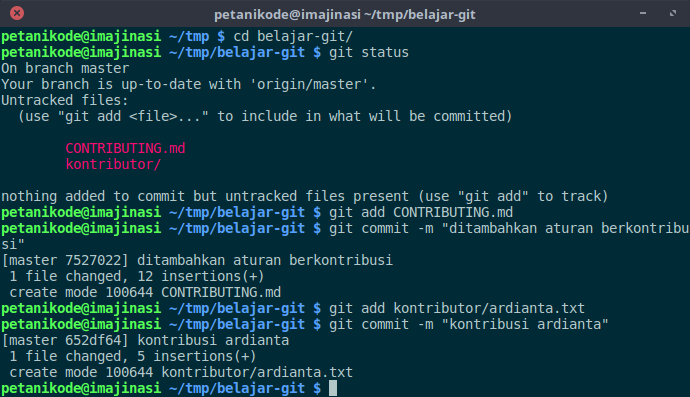 petanikode@imajinasi ~/tmp/belajar-git
petanikode@imajinasi ~/tmp $ cd belajar-git/
petanikode@imajinasi ~/tmp/belajar-git $ git status
On branch master
Your branch is up-to-date with 'origin/master'.
Untracked files:
  (use "git add <file>..." to include in what will be committed)
        CONTRIBUTING.md
        kontributor/
nothing added to commit but untracked files present (use "git add" to track)
petanikode@imajinasi ~/tmp/belajar-git $ git add CONTRIBUTING.md
petanikode@imajinasi ~/tmp/belajar-git $ git commit -m "ditambahkan aturan berkontribu
si"
[master 7527022] ditambahkan aturan berkontribusi
 1 file changed, 12 insertions(+)
 create mode 100644 CONTRIBUTING.md
petanikode@imajinasi ~/tmp/belajar-git $ git add kontributor/ardianta.txt
petanikode@imajinasi ~/tmp/belajar-git $ git commit -m "kontribusi ardianta"
[master 652df64] kontribusi ardianta
 1 file changed, 5 insertions(+)
 create mode 100644 kontributor/ardianta.txt
petanikode@imajinasi ~/tmp/belajar-git $